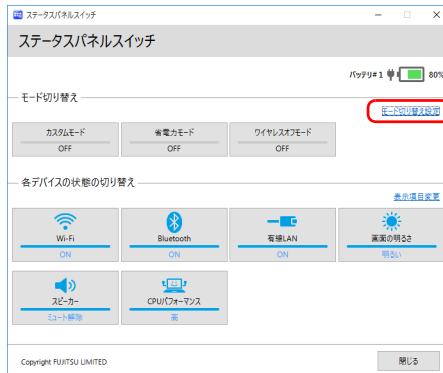 ステータスパネルスイッチ
ステータスパネルスイッチ
バッテリ#1 80%
モード切り替え
モード切り替え設定
カスタムモード 省電力モード ワイヤレスオフモード
OFF OFF OFF
各デバイスの状態の切り替え
表示項目変更
Wi-Fi Bluetooth 有線LAN 画面の明るさ
ON ON ON 明るい
スピーカー CPUパフォーマンス
ミュート解除 高
Copyright FUJITSU LIMITED 閉じる